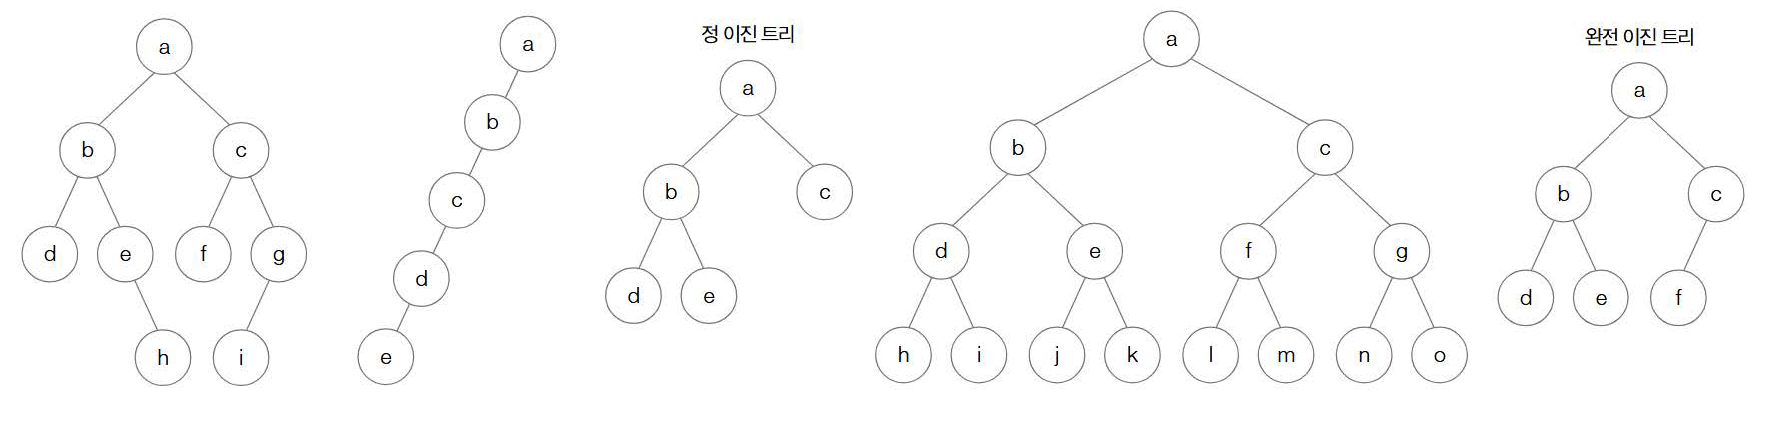 a
b c
d e f g
h i
a
b
c
d
e
정 이진 트리
a
b c
d e
a
b c
d e f g
h i j k l m n o
완전 이진 트리
a
b c
d e f